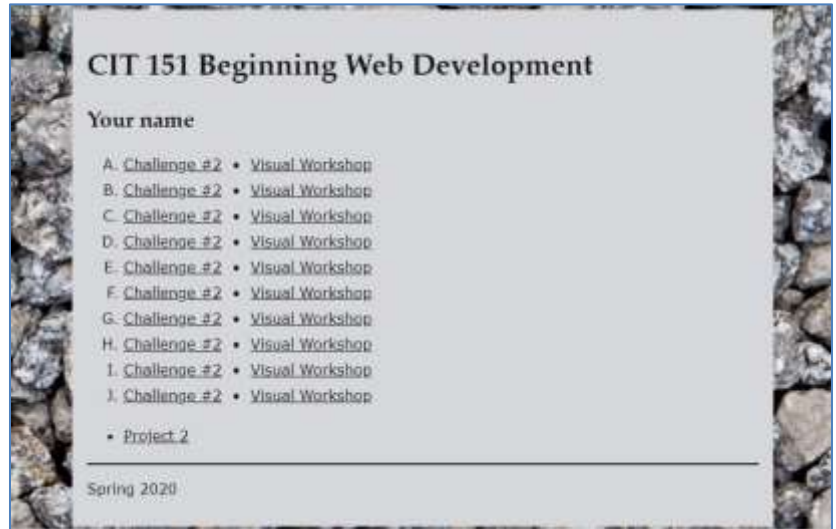 CIT 151 Beginning Web Development
Your name
A. Challenge #2 • Visual Workshop
B. Challenge #2 • Visual Workshop
C. Challenge #2 • Visual Workshop
D. Challenge #2 • Visual Workshop
E. Challenge #2 • Visual Workshop
F. Challenge #2 • Visual Workshop
G. Challenge #2 • Visual Workshop
H. Challenge #2 • Visual Workshop
I. Challenge #2 • Visual Workshop
J. Challenge #2 • Visual Workshop
• Project 2
Spring 2020